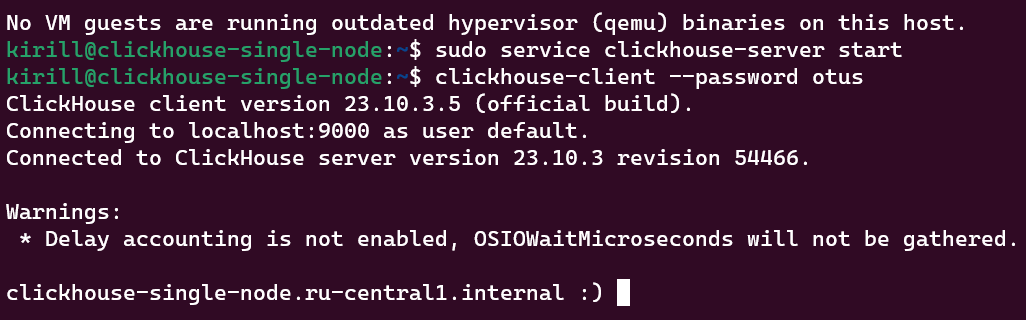 No VM guests are running outdated hypervisor (qemu) binaries on this host.
kirill@clickhouse-single-node:~$ sudo service clickhouse-server start
kirill@clickhouse-single-node:~$ clickhouse-client --password otus
ClickHouse client version 23.10.3.5 (official build).
Connecting to localhost:9000 as user default.
Connected to ClickHouse server version 23.10.3 revision 54466.
Warnings:
* Delay accounting is not enabled, OSIOWaitMicroseconds will not be gathered.
clickhouse-single-node.ru-central1.internal :)